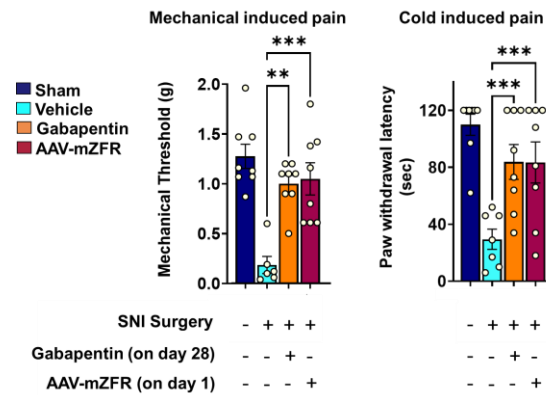 Mechanical induced pain
Cold induced pain
Sham
Vehicle
Gabapentin
AAV-mZFR
Mechanical Threshold (g)
2.0
1.5
1.0
0.5
0.0
***
**
Paw withdrawal latency
(sec)
120
80
40
0
***
***
SNI Surgery - + + + - + + +
Gabapentin (on day 28) - - + - - - + -
AAV-mZFR (on day 1) - - - + - - - +